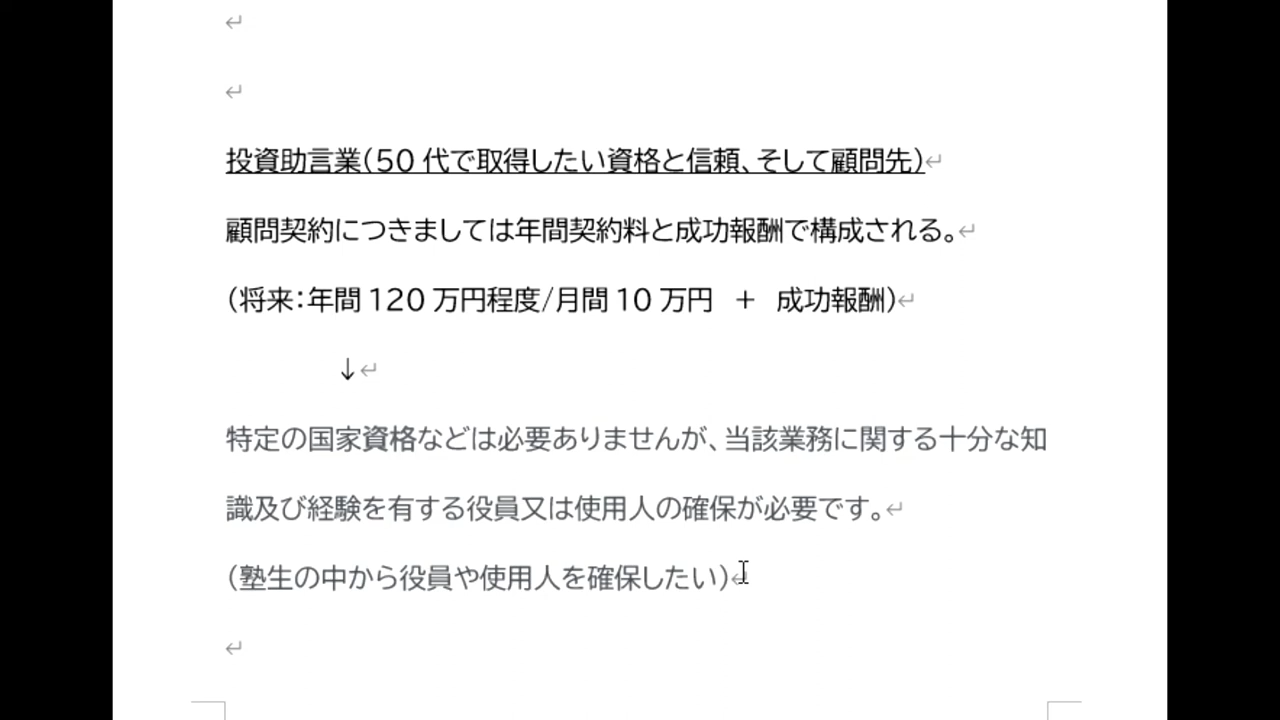 投資助言業（50 代で取得したい資格と信頼、そして顧問先）
顧問契約につきましては年間契約料と成功報酬で構成される。
（将来：年間 120 万円程度/月間 10 万円　＋　成功報酬）
↓
特定の国家資格などは必要ありませんが、当該業務に関する十分な知
識及び経験を有する役員又は使用人の確保が必要です。
（塾生の中から役員や使用人を確保したい）